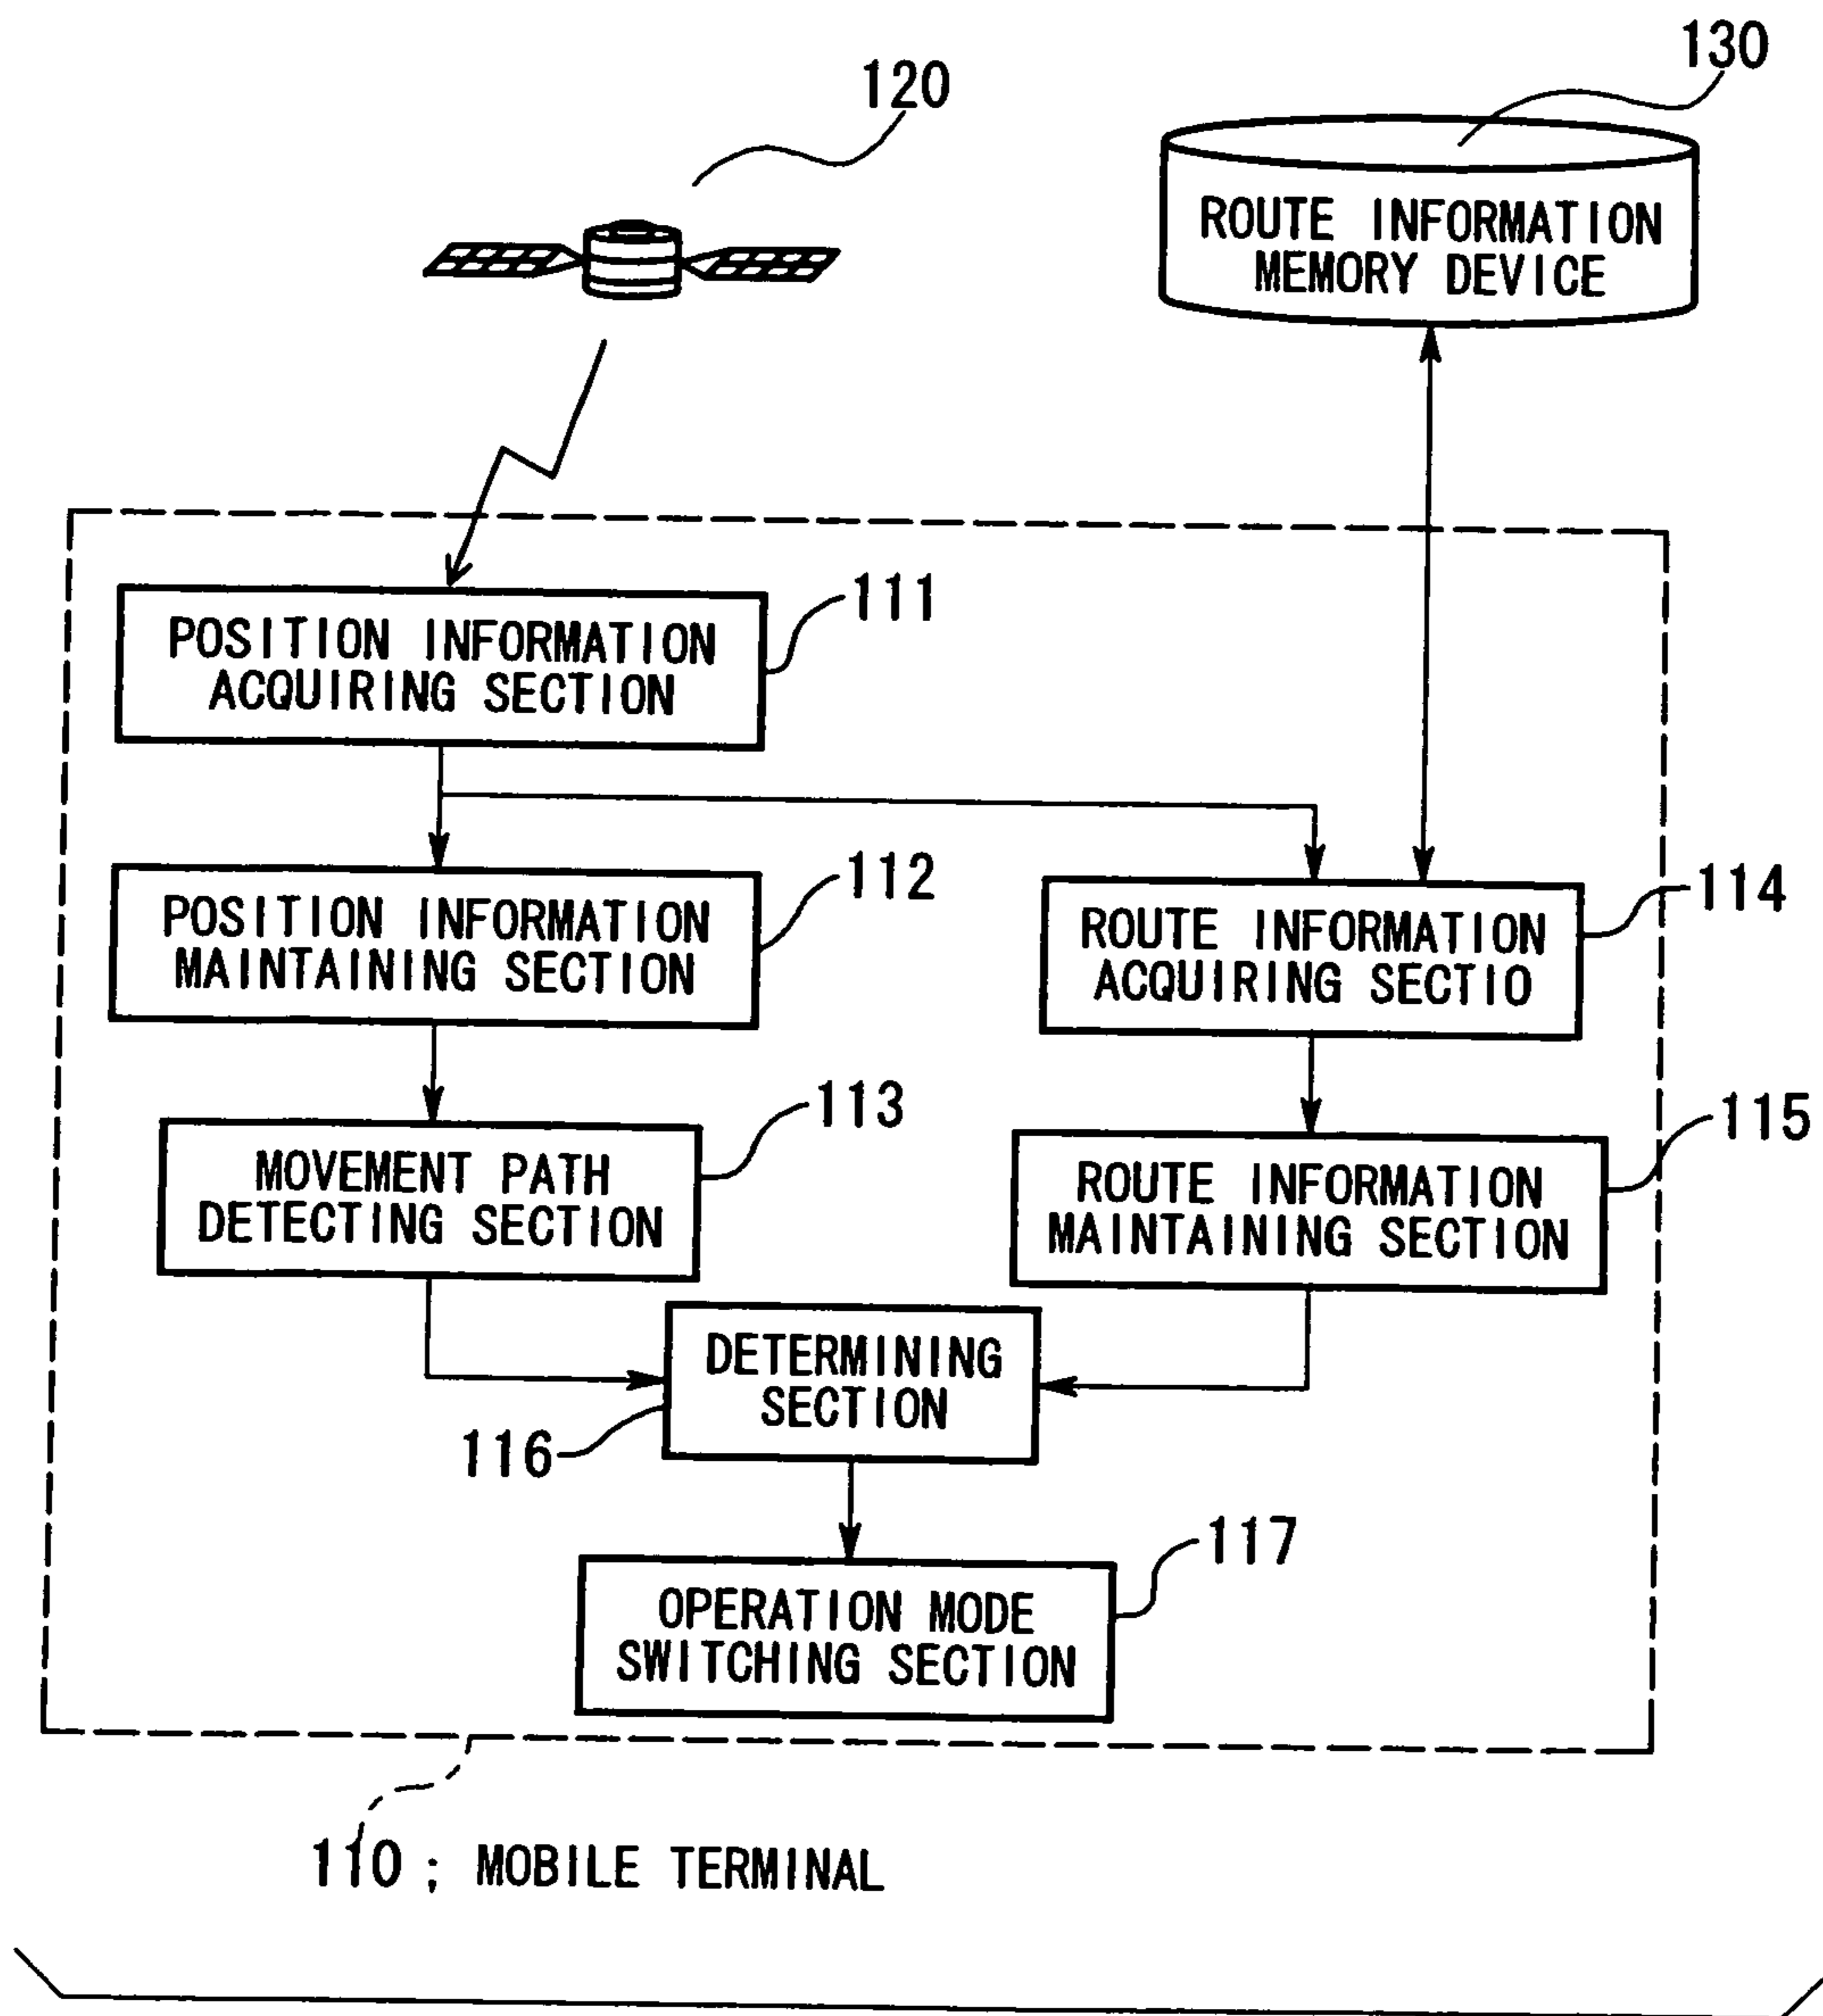 120
130
ROUTE INFORMATION
MEMORY DEVICE
111
POSITION INFORMATION
ACQUIRING SECTION
112
POSITION INFORMATION
MAINTAINING SECTION
114
ROUTE INFORMATION
ACQUIRING SECTIO
113
MOVEMENT PATH
DETECTING SECTION
115
ROUTE INFORMATION
MAINTAINING SECTION
DETERMINING
SECTION
116
117
OPERATION MODE
SWITCHING SECTION
110 ; MOBILE TERMINAL